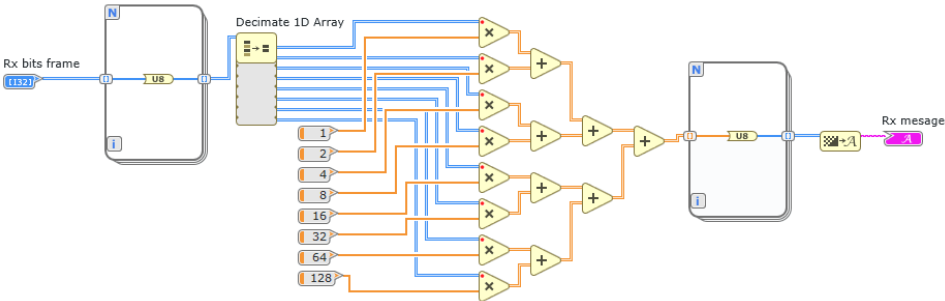 Decimate 1D Array
N
Rx bits frame
[I32]
U8
i
1
2
4
8
16
32
64
128
×
×
×
×
×
×
×
×
+
+
+
+
+
+
+
N
U8
i
Rx mesage
A
A